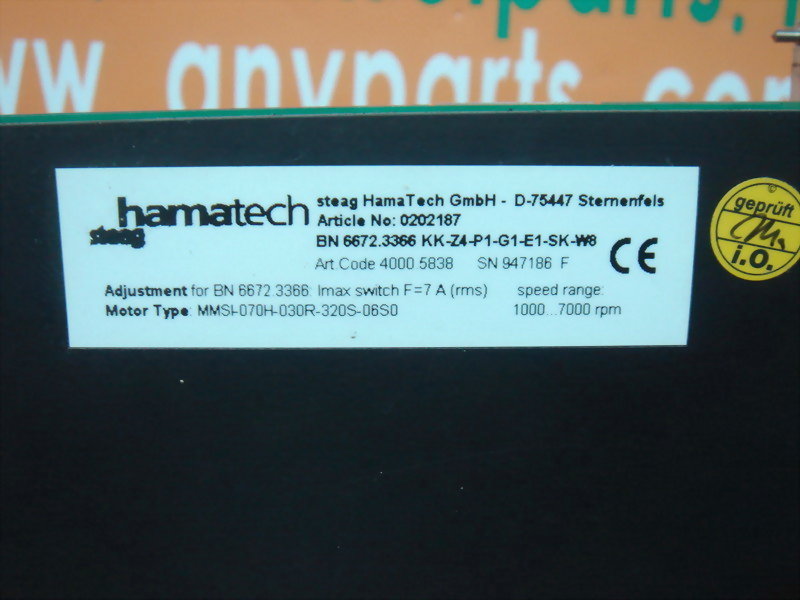 www.anyparts.com
hamatech
steag
steag HamaTech GmbH - D-75447 Sternenfels
Article No: 0202187
BN 6672.3366 KK-Z4-P1-G1-E1-SK-W8
Art Code 4000 5838 SN 947186 F
CE
Adjustment for BN 6672.3366: Imax switch F=7 A (rms) speed range:
Motor Type: MMSI-070H-030R-320S-06S0 1000...7000 rpm
©
geprüft
i.O.